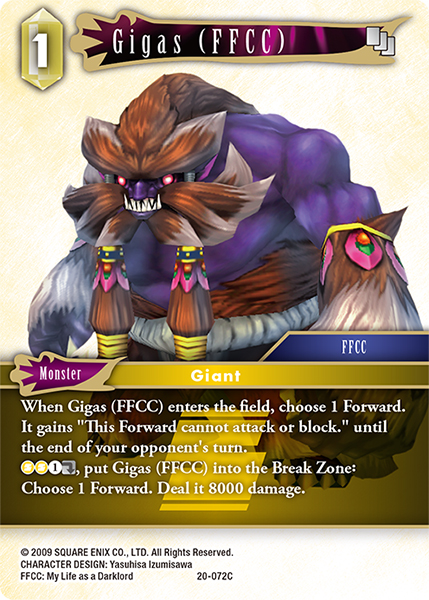 1
Gigas (FFCC)
FFCC
Monster
Giant
When Gigas (FFCC) enters the field, choose 1 Forward.
It gains "This Forward cannot attack or block." until
the end of your opponent's turn.
1, put Gigas (FFCC) into the Break Zone:
Choose 1 Forward. Deal it 8000 damage.
© 2009 SQUARE ENIX CO., LTD. All Rights Reserved.
CHARACTER DESIGN: Yasuhisa Izumisawa
FFCC: My Life as a Darklord 20-072C